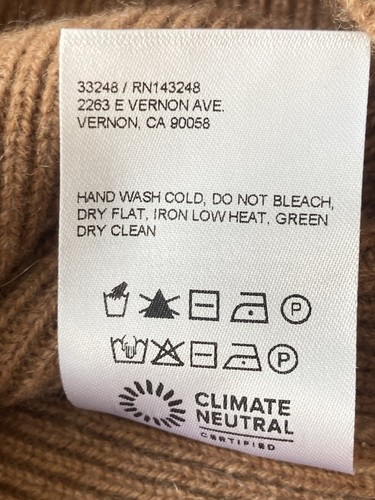 33248 / RN143248
2263 E VERNON AVE.
VERNON, CA 90058
HAND WASH COLD, DO NOT BLEACH,
DRY FLAT, IRON LOW HEAT, GREEN
DRY CLEAN
P
P
CLIMATE
NEUTRAL
CERTIFIED